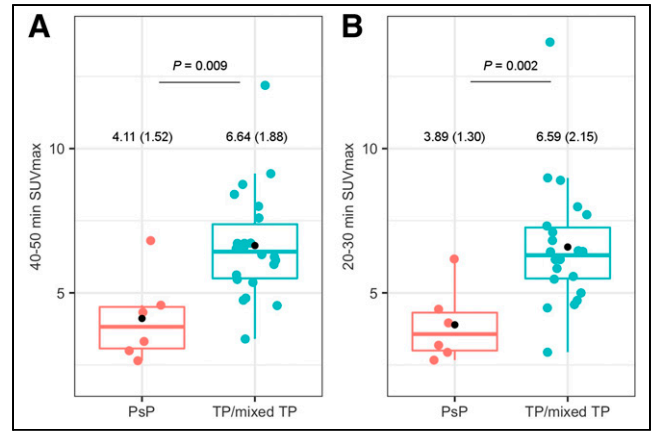 A
P = 0.009
4.11 (1.52) 6.64 (1.88)
10
5
40-50 min SUVmax
PsP TP/mixed TP
B
P = 0.002
3.89 (1.30) 6.59 (2.15)
10
5
20-30 min SUVmax
PsP TP/mixed TP